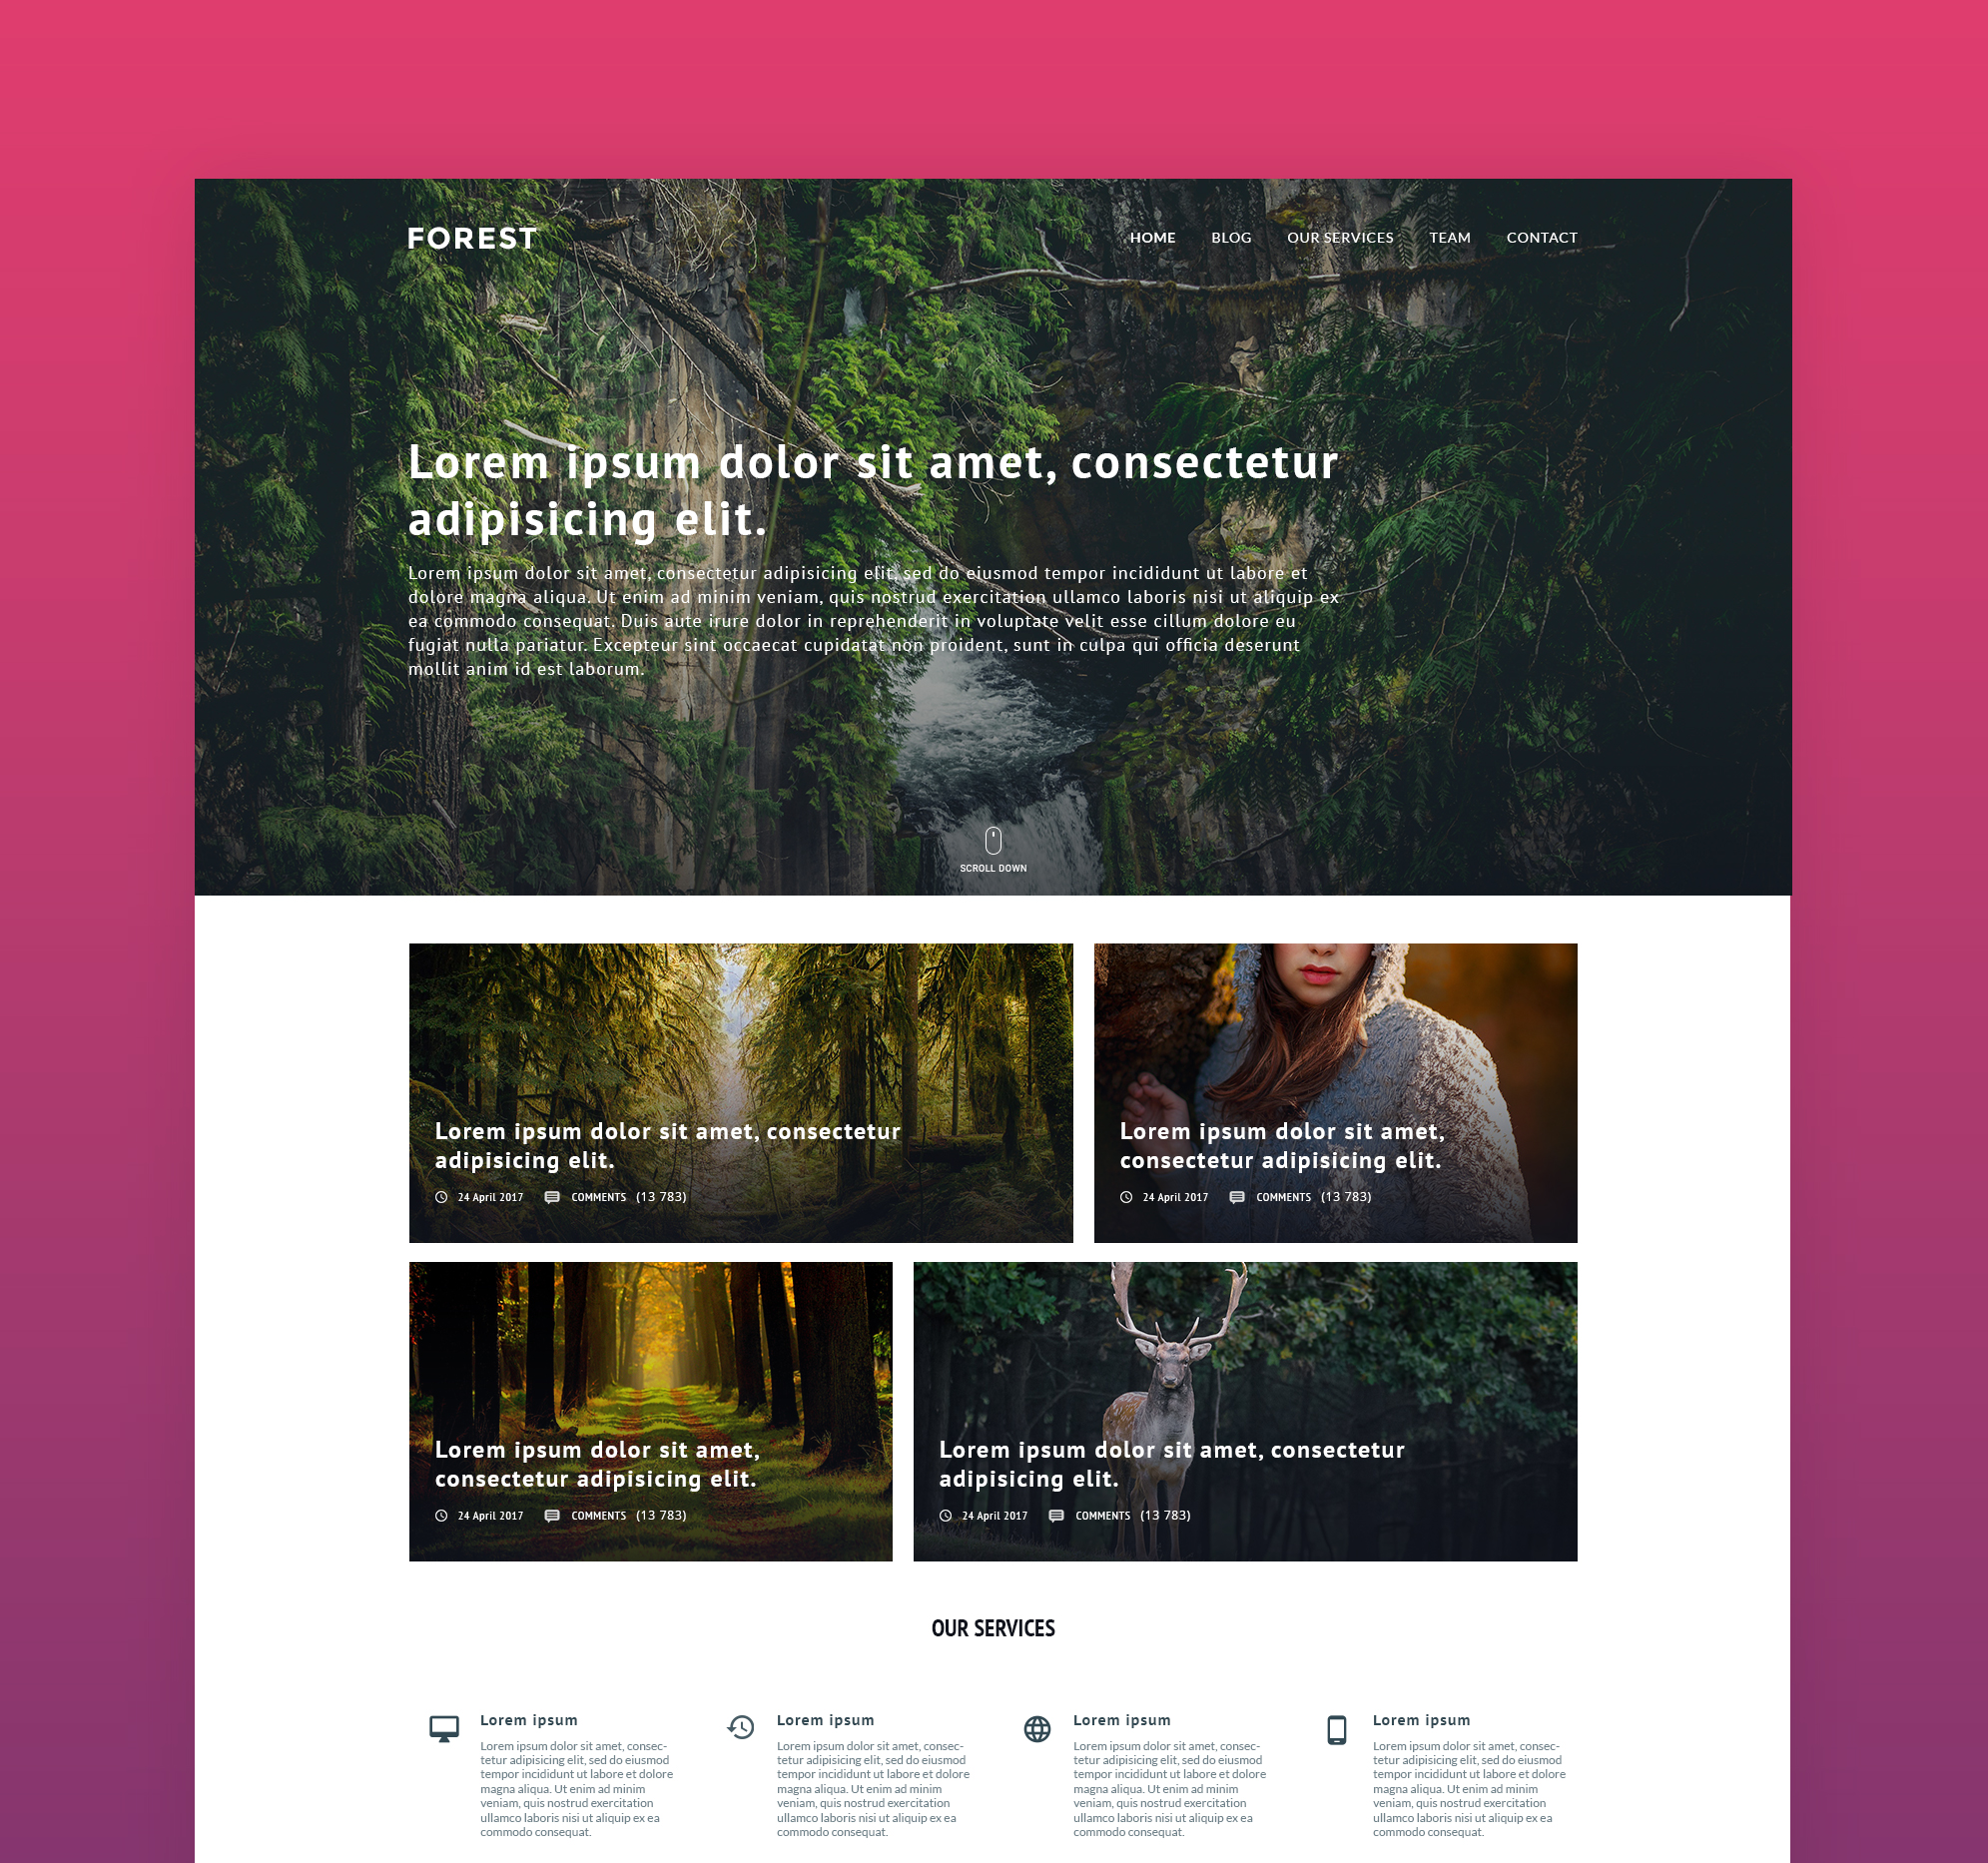 FOREST
HOME BLOG OUR SERVICES TEAM CONTACT
Lorem ipsum dolor sit amet, consectetur
adipisicing elit.
Lorem ipsum dolor sit amet, consectetur adipisicing elit, sed do eiusmod tempor incididunt ut labore et
dolore magna aliqua. Ut enim ad minim veniam, quis nostrud exercitation ullamco laboris nisi ut aliquip ex
ea commodo consequat. Duis aute irure dolor in reprehenderit in voluptate velit esse cillum dolore eu
fugiat nulla pariatur. Excepteur sint occaecat cupidatat non proident, sunt in culpa qui officia deserunt
mollit anim id est laborum.
SCROLL DOWN
Lorem ipsum dolor sit amet, consectetur
adipisicing elit.
24 April 2017 COMMENTS (13 783)
Lorem ipsum dolor sit amet,
consectetur adipisicing elit.
24 April 2017 COMMENTS (13 783)
Lorem ipsum dolor sit amet,
consectetur adipisicing elit.
24 April 2017 COMMENTS (13 783)
Lorem ipsum dolor sit amet, consectetur
adipisicing elit.
24 April 2017 COMMENTS (13 783)
OUR SERVICES
Lorem ipsum
Lorem ipsum dolor sit amet, consec-
tetur adipisicing elit, sed do eiusmod
tempor incididunt ut labore et dolore
magna aliqua. Ut enim ad minim
veniam, quis nostrud exercitation
ullamco laboris nisi ut aliquip ex ea
commodo consequat.
Lorem ipsum
Lorem ipsum dolor sit amet, consec-
tetur adipisicing elit, sed do eiusmod
tempor incididunt ut labore et dolore
magna aliqua. Ut enim ad minim
veniam, quis nostrud exercitation
ullamco laboris nisi ut aliquip ex ea
commodo consequat.
Lorem ipsum
Lorem ipsum dolor sit amet, consec-
tetur adipisicing elit, sed do eiusmod
tempor incididunt ut labore et dolore
magna aliqua. Ut enim ad minim
veniam, quis nostrud exercitation
ullamco laboris nisi ut aliquip ex ea
commodo consequat.
Lorem ipsum
Lorem ipsum dolor sit amet, consec-
tetur adipisicing elit, sed do eiusmod
tempor incididunt ut labore et dolore
magna aliqua. Ut enim ad minim
veniam, quis nostrud exercitation
ullamco laboris nisi ut aliquip ex ea
commodo consequat.